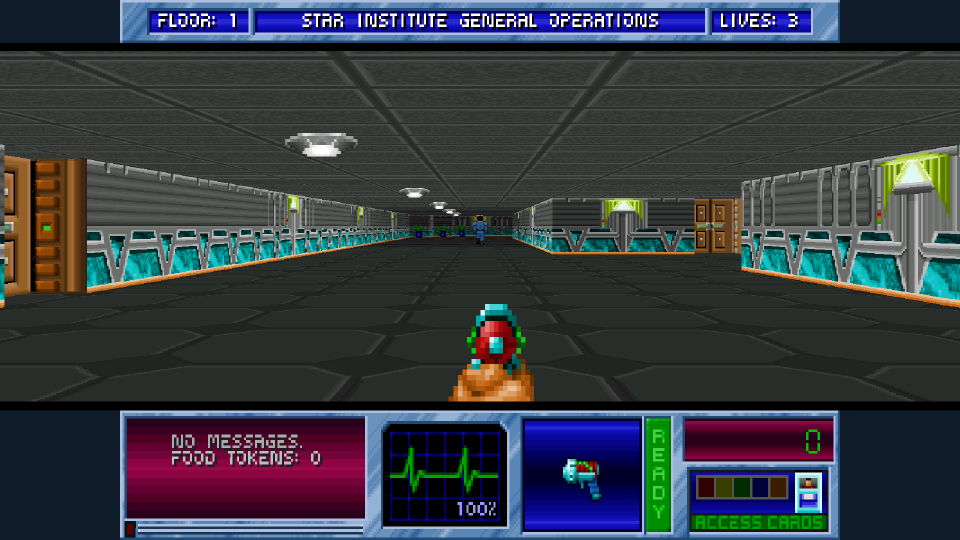 FLOOR: 1
STAR INSTITUTE GENERAL OPERATIONS
LIVES: 3
NO MESSAGES.
FOOD TOKENS: 0
100%
READY
0
ACCESS CARDS